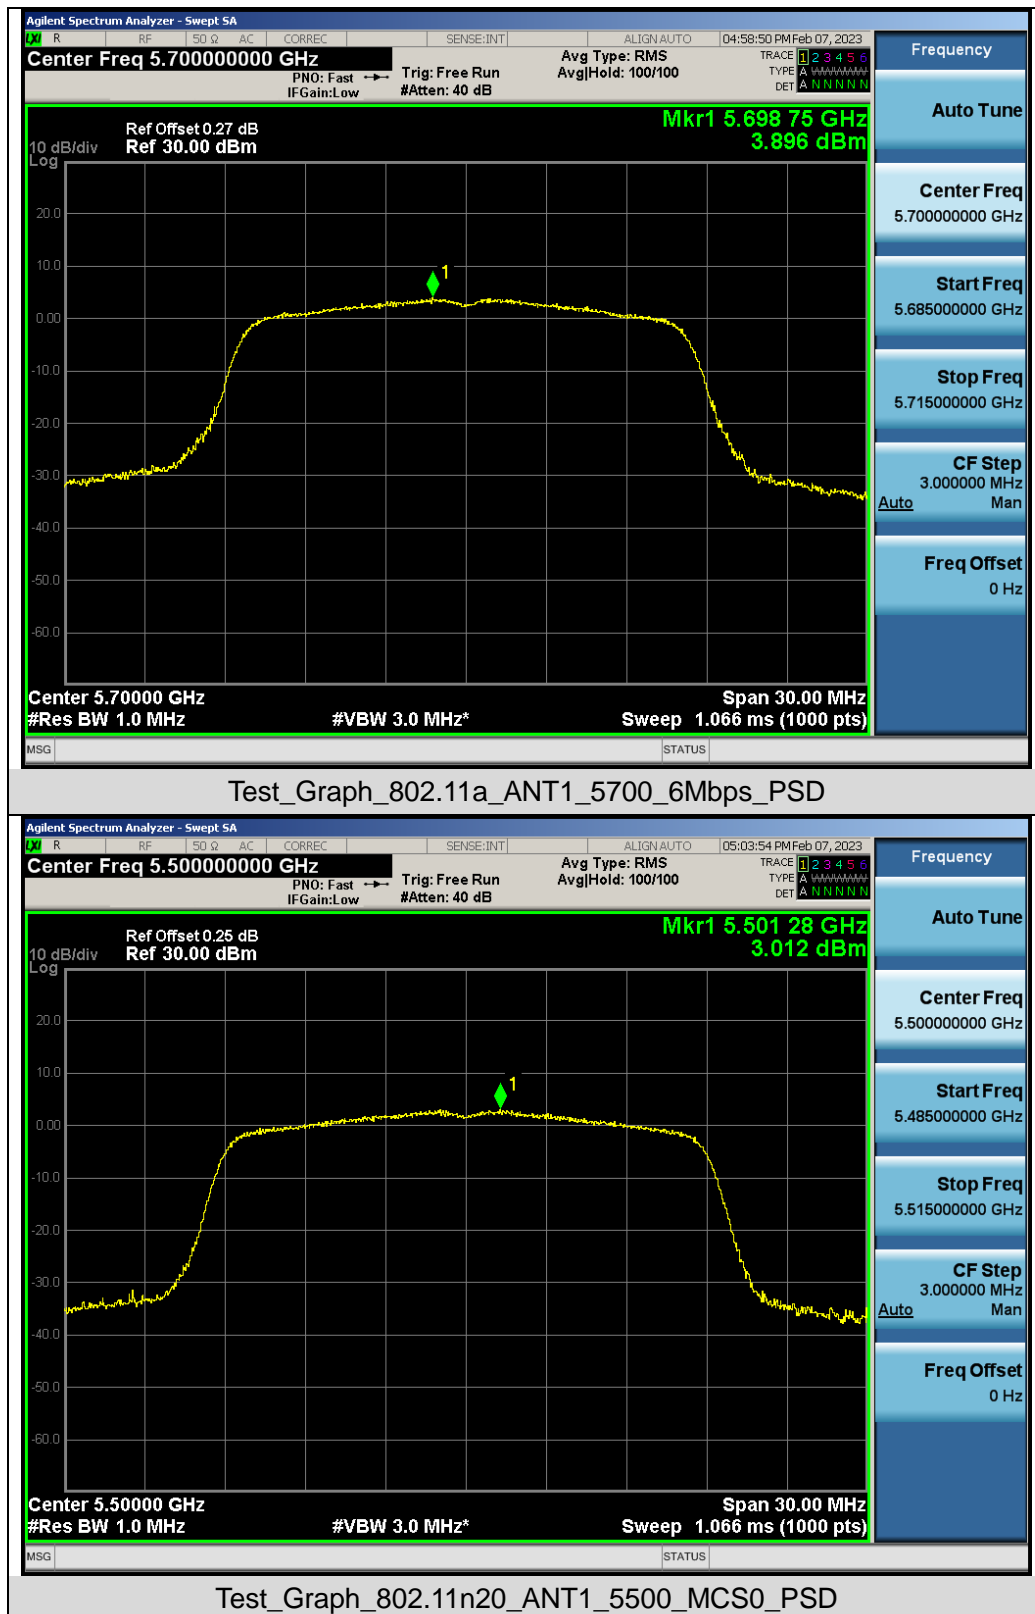 Agilent Spectrum Analyzer - Swept SA
LXI R RF 50 Ω AC CORREC SENSE:INT ALIGN AUTO 04:58:50 PM Feb 07, 2023
Center Freq 5.700000000 GHz
PNO: Fast
IFGain:Low
Trig: Free Run
#Atten: 40 dB
Avg Type: RMS
Avg|Hold: 100/100
TRACE 1 2 3 4 5 6
TYPE A WWWWW
DET A N N N N N
Mkr1 5.698 75 GHz
3.896 dBm
Ref Offset 0.27 dB
10 dB/div Ref 30.00 dBm
Log
20.0
10.0
1
0.00
-10.0
-20.0
-30.0
-40.0
-50.0
-60.0
Center 5.70000 GHz Span 30.00 MHz
#Res BW 1.0 MHz #VBW 3.0 MHz* Sweep 1.066 ms (1000 pts)
MSG STATUS
Frequency
Auto Tune
Center Freq
5.700000000 GHz
Start Freq
5.685000000 GHz
Stop Freq
5.715000000 GHz
CF Step
3.000000 MHz
Auto Man
Freq Offset
0 Hz
Test_Graph_802.11a_ANT1_5700_6Mbps_PSD
Agilent Spectrum Analyzer - Swept SA
LXI R RF 50 Ω AC CORREC SENSE:INT ALIGN AUTO 05:03:54 PM Feb 07, 2023
Center Freq 5.500000000 GHz
PNO: Fast
IFGain:Low
Trig: Free Run
#Atten: 40 dB
Avg Type: RMS
Avg|Hold: 100/100
TRACE 1 2 3 4 5 6
TYPE A WWWWW
DET A N N N N N
Mkr1 5.501 28 GHz
3.012 dBm
Ref Offset 0.25 dB
10 dB/div Ref 30.00 dBm
Log
20.0
10.0
1
0.00
-10.0
-20.0
-30.0
-40.0
-50.0
-60.0
Center 5.50000 GHz Span 30.00 MHz
#Res BW 1.0 MHz #VBW 3.0 MHz* Sweep 1.066 ms (1000 pts)
MSG STATUS
Frequency
Auto Tune
Center Freq
5.500000000 GHz
Start Freq
5.485000000 GHz
Stop Freq
5.515000000 GHz
CF Step
3.000000 MHz
Auto Man
Freq Offset
0 Hz
Test_Graph_802.11n20_ANT1_5500_MCS0_PSD